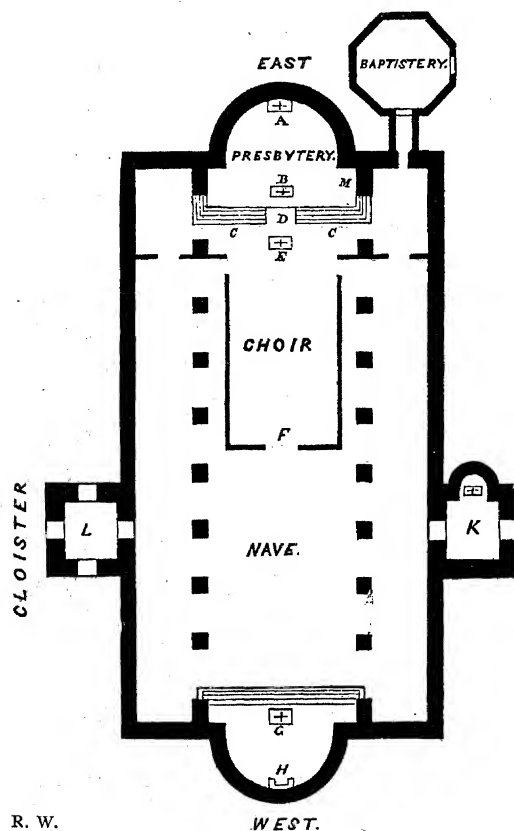 EAST
BAPTISTERY.
A
PRESBYTERY.
B
M
D
C
C
E
CHOIR
F
CLOISTER
L
K
NAVE.
G
H
R. W.
WEST.